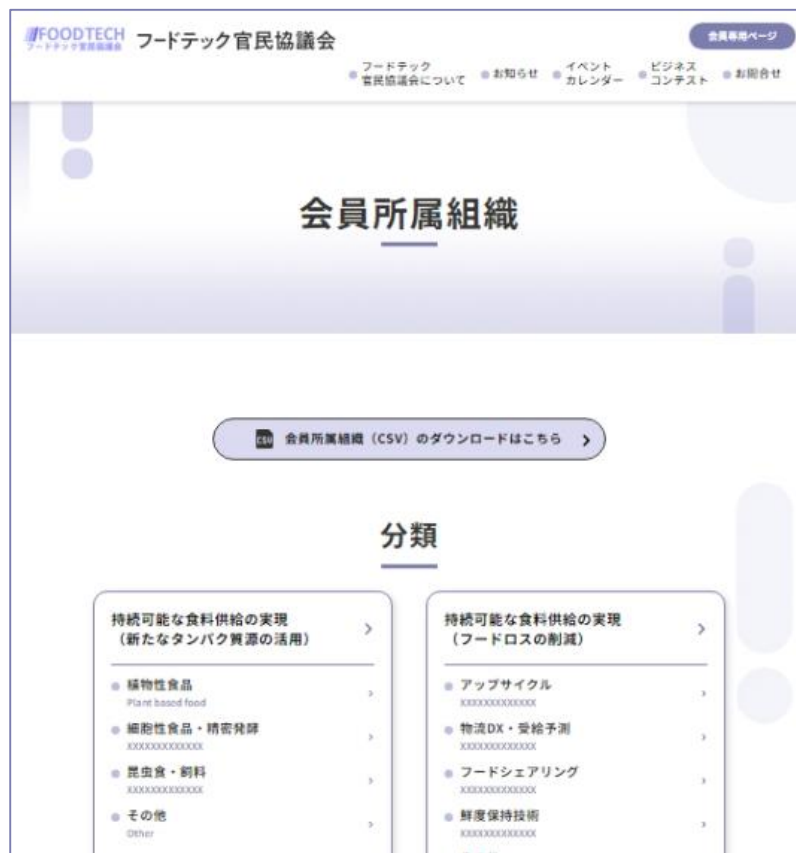 FOODTECH
フードテック官民協議会
フードテック官民協議会
会員専用ページ
フードテック
官民協議会について
お知らせ
イベント
カレンダー
ビジネス
コンテスト
お問合せ
会員所属組織
CSV
会員所属組織（CSV）のダウンロードはこちら
分類
持続可能な食料供給の実現
（新たなタンパク質源の活用）
植物性食品
Plant based food
細胞性食品・精密発酵
XXXXXXXXXXXXX
昆虫食・飼料
XXXXXXXXXXXXX
その他
Other
持続可能な食料供給の実現
（フードロスの削減）
アップサイクル
XXXXXXXXXXXXX
物流DX・受給予測
XXXXXXXXXXXXX
フードシェアリング
XXXXXXXXXXXXX
鮮度保持技術
XXXXXXXXXXXXX